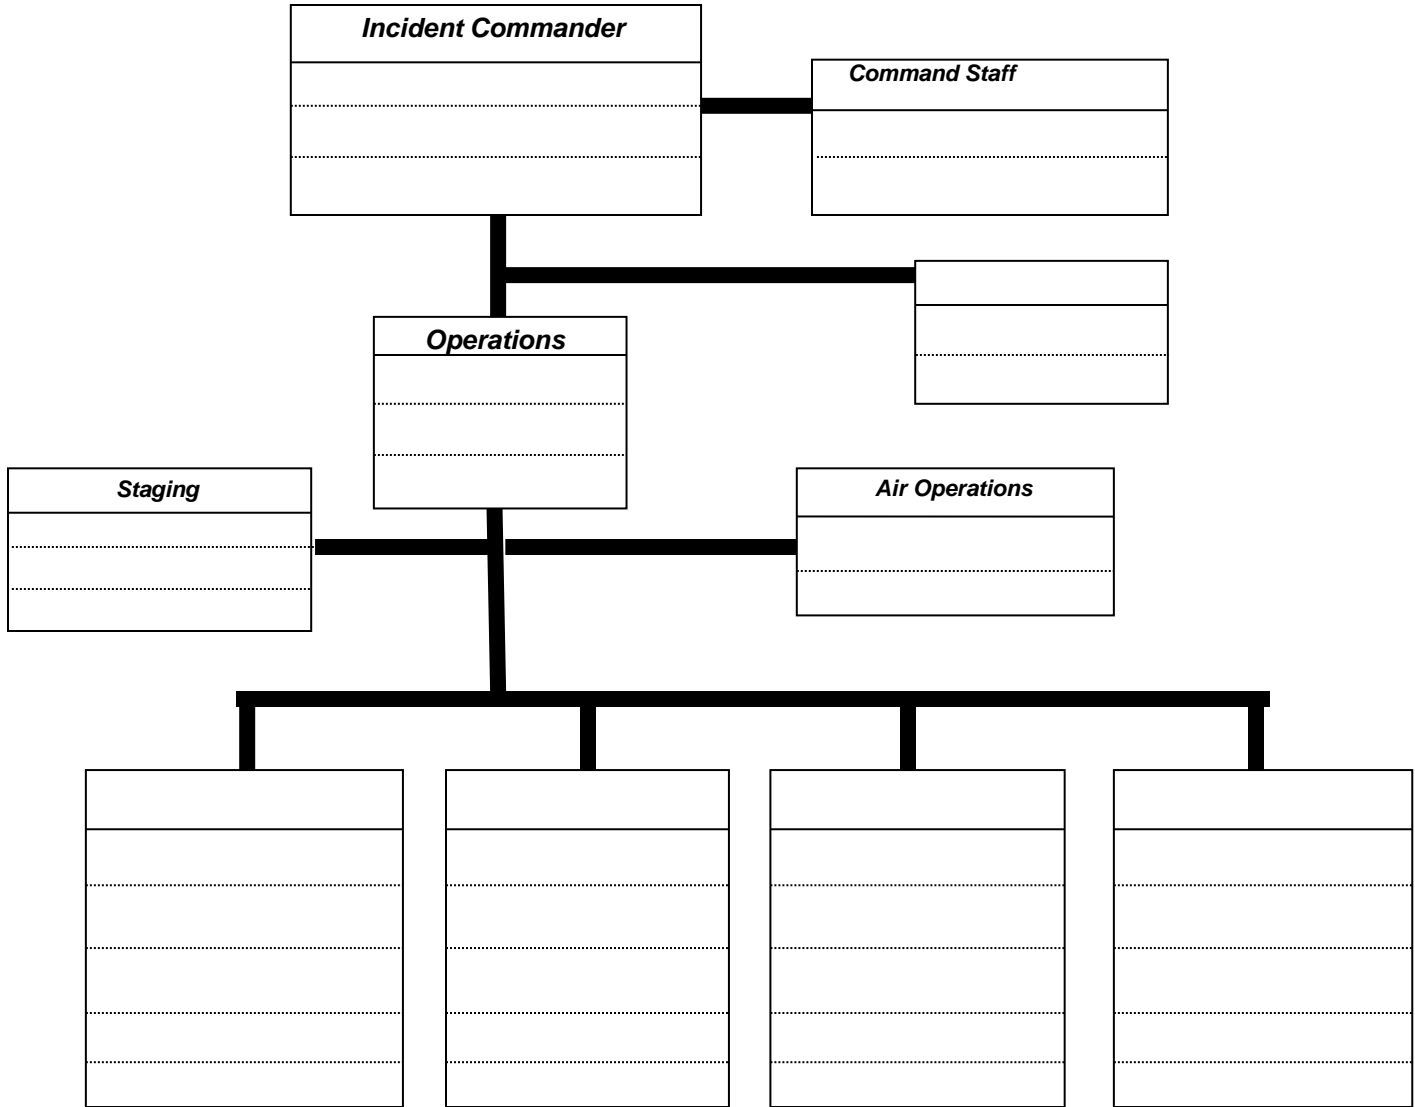 Incident Commander
Command Staff
Operations
Staging
Air Operations